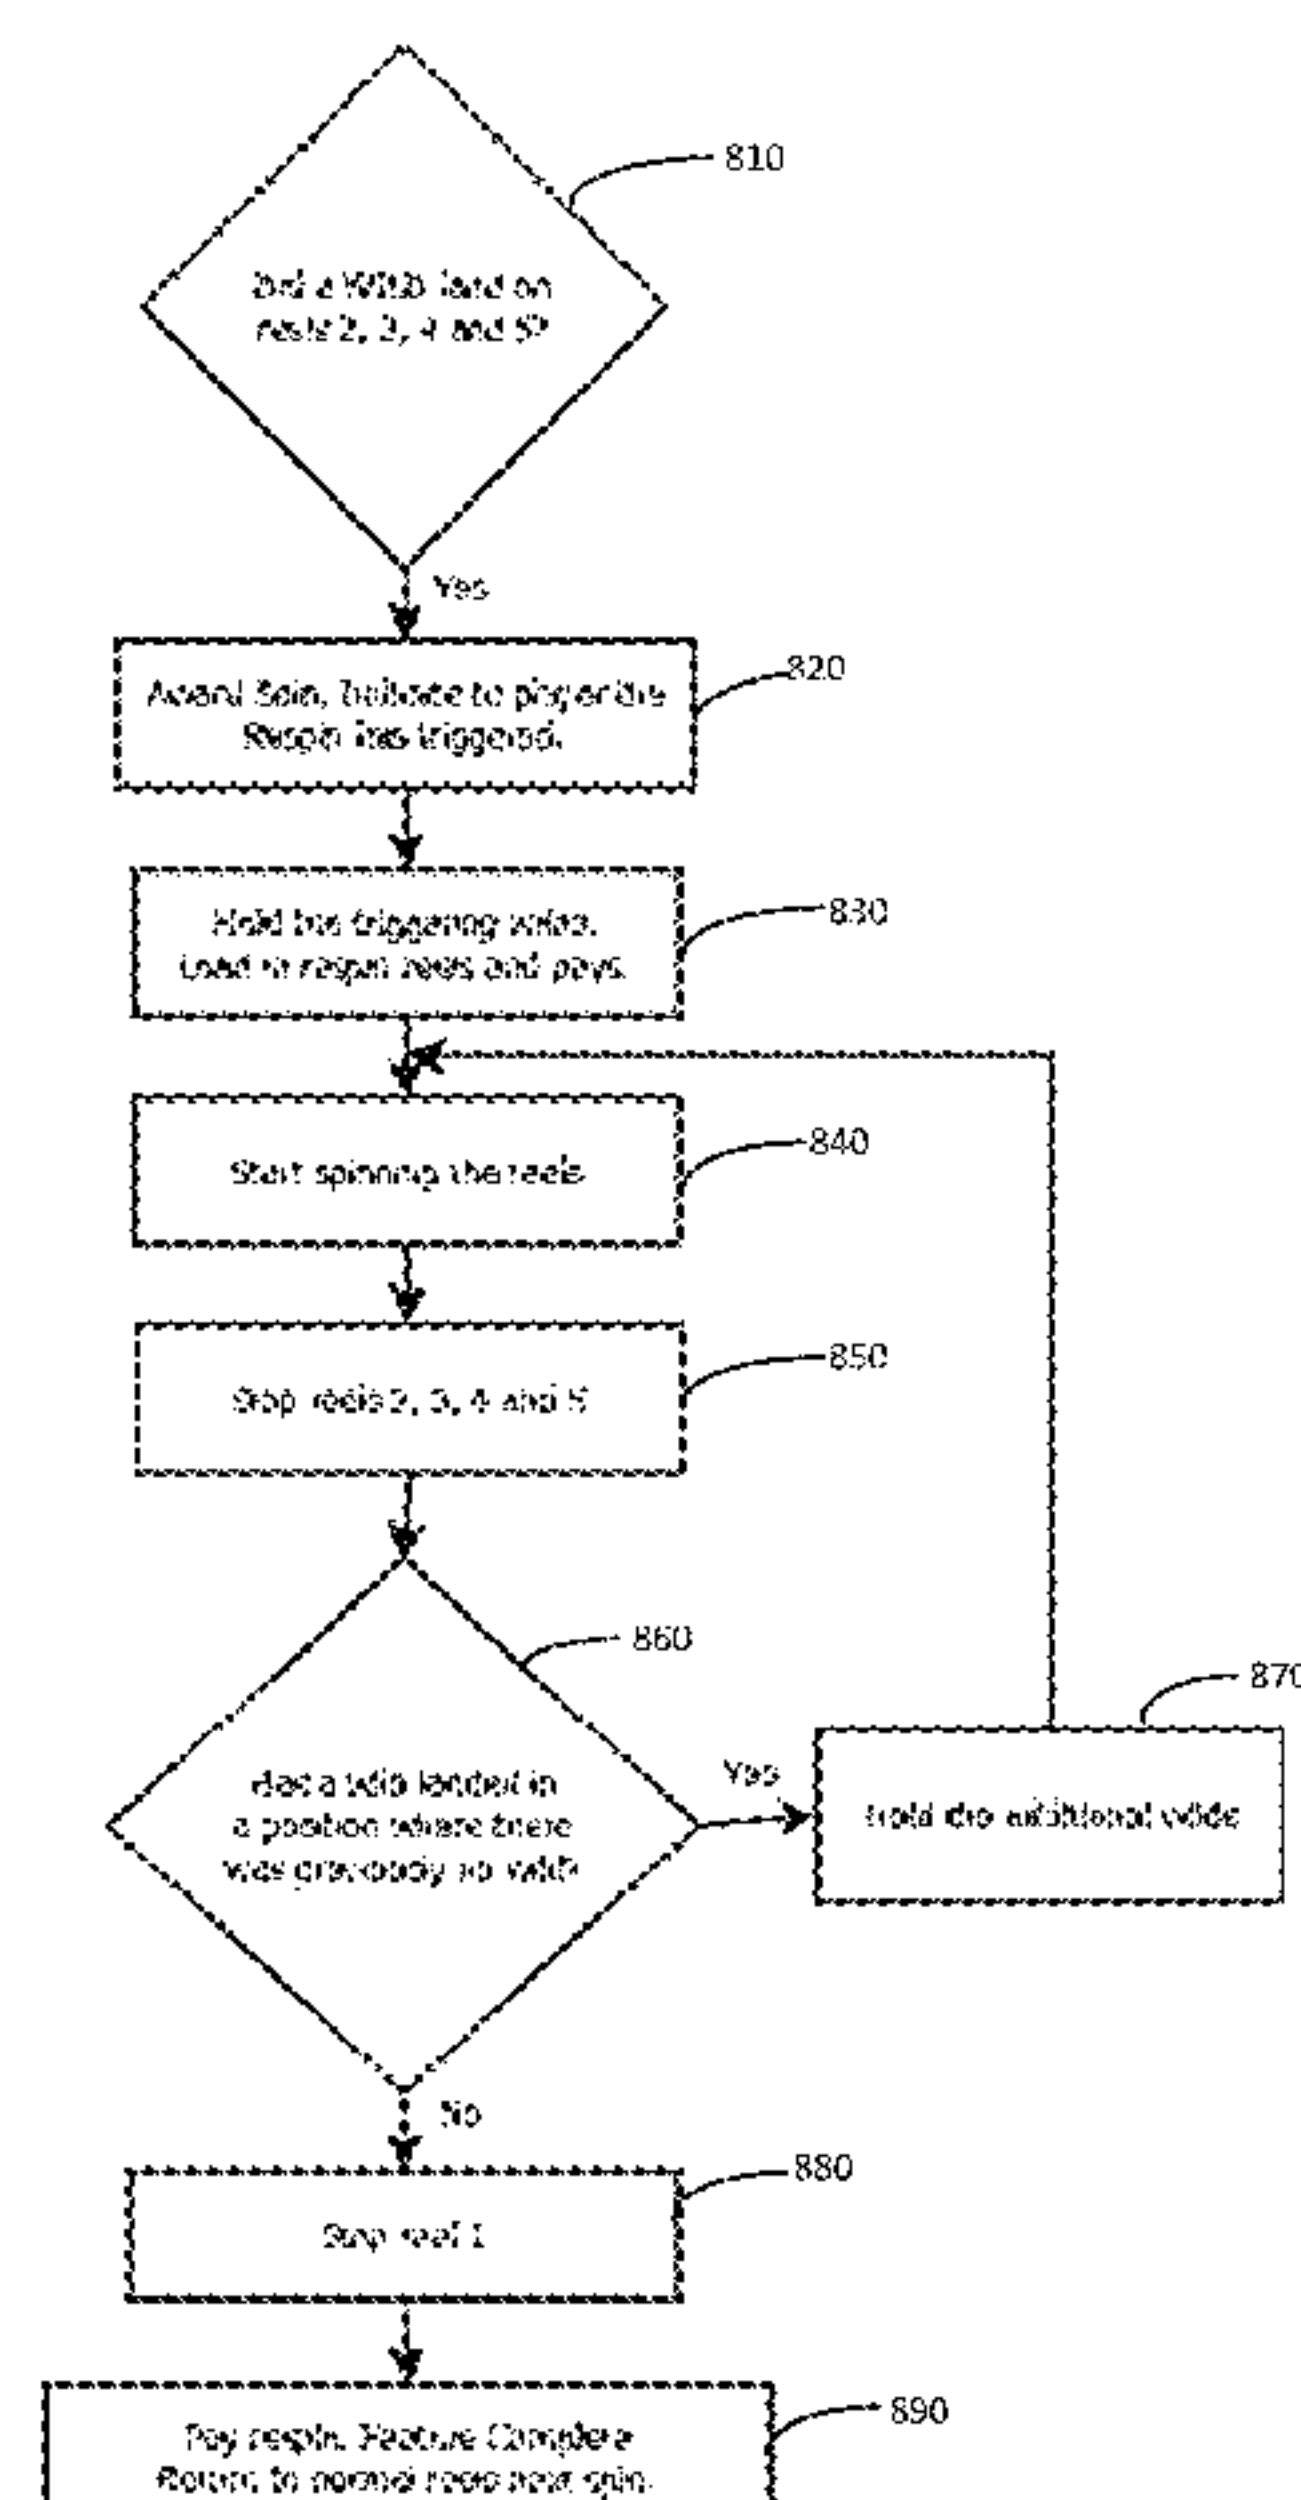 810
Did a WILD land on
reels 2, 3, 4 and 5?
Yes
820
Award Spin, Indicate to player the
Respin has triggered.
830
Hold the triggering wilds.
Load in respin reels and pays.
840
Start spinning the reels
850
Stop reels 2, 3, 4 and 5
860
870
Has a wild landed in
a position where there
was previously no wild?
Yes
Hold the additional wilds
No
880
Stop reel 1
890
Pay respin. Feature Complete
Return to normal reels next spin.